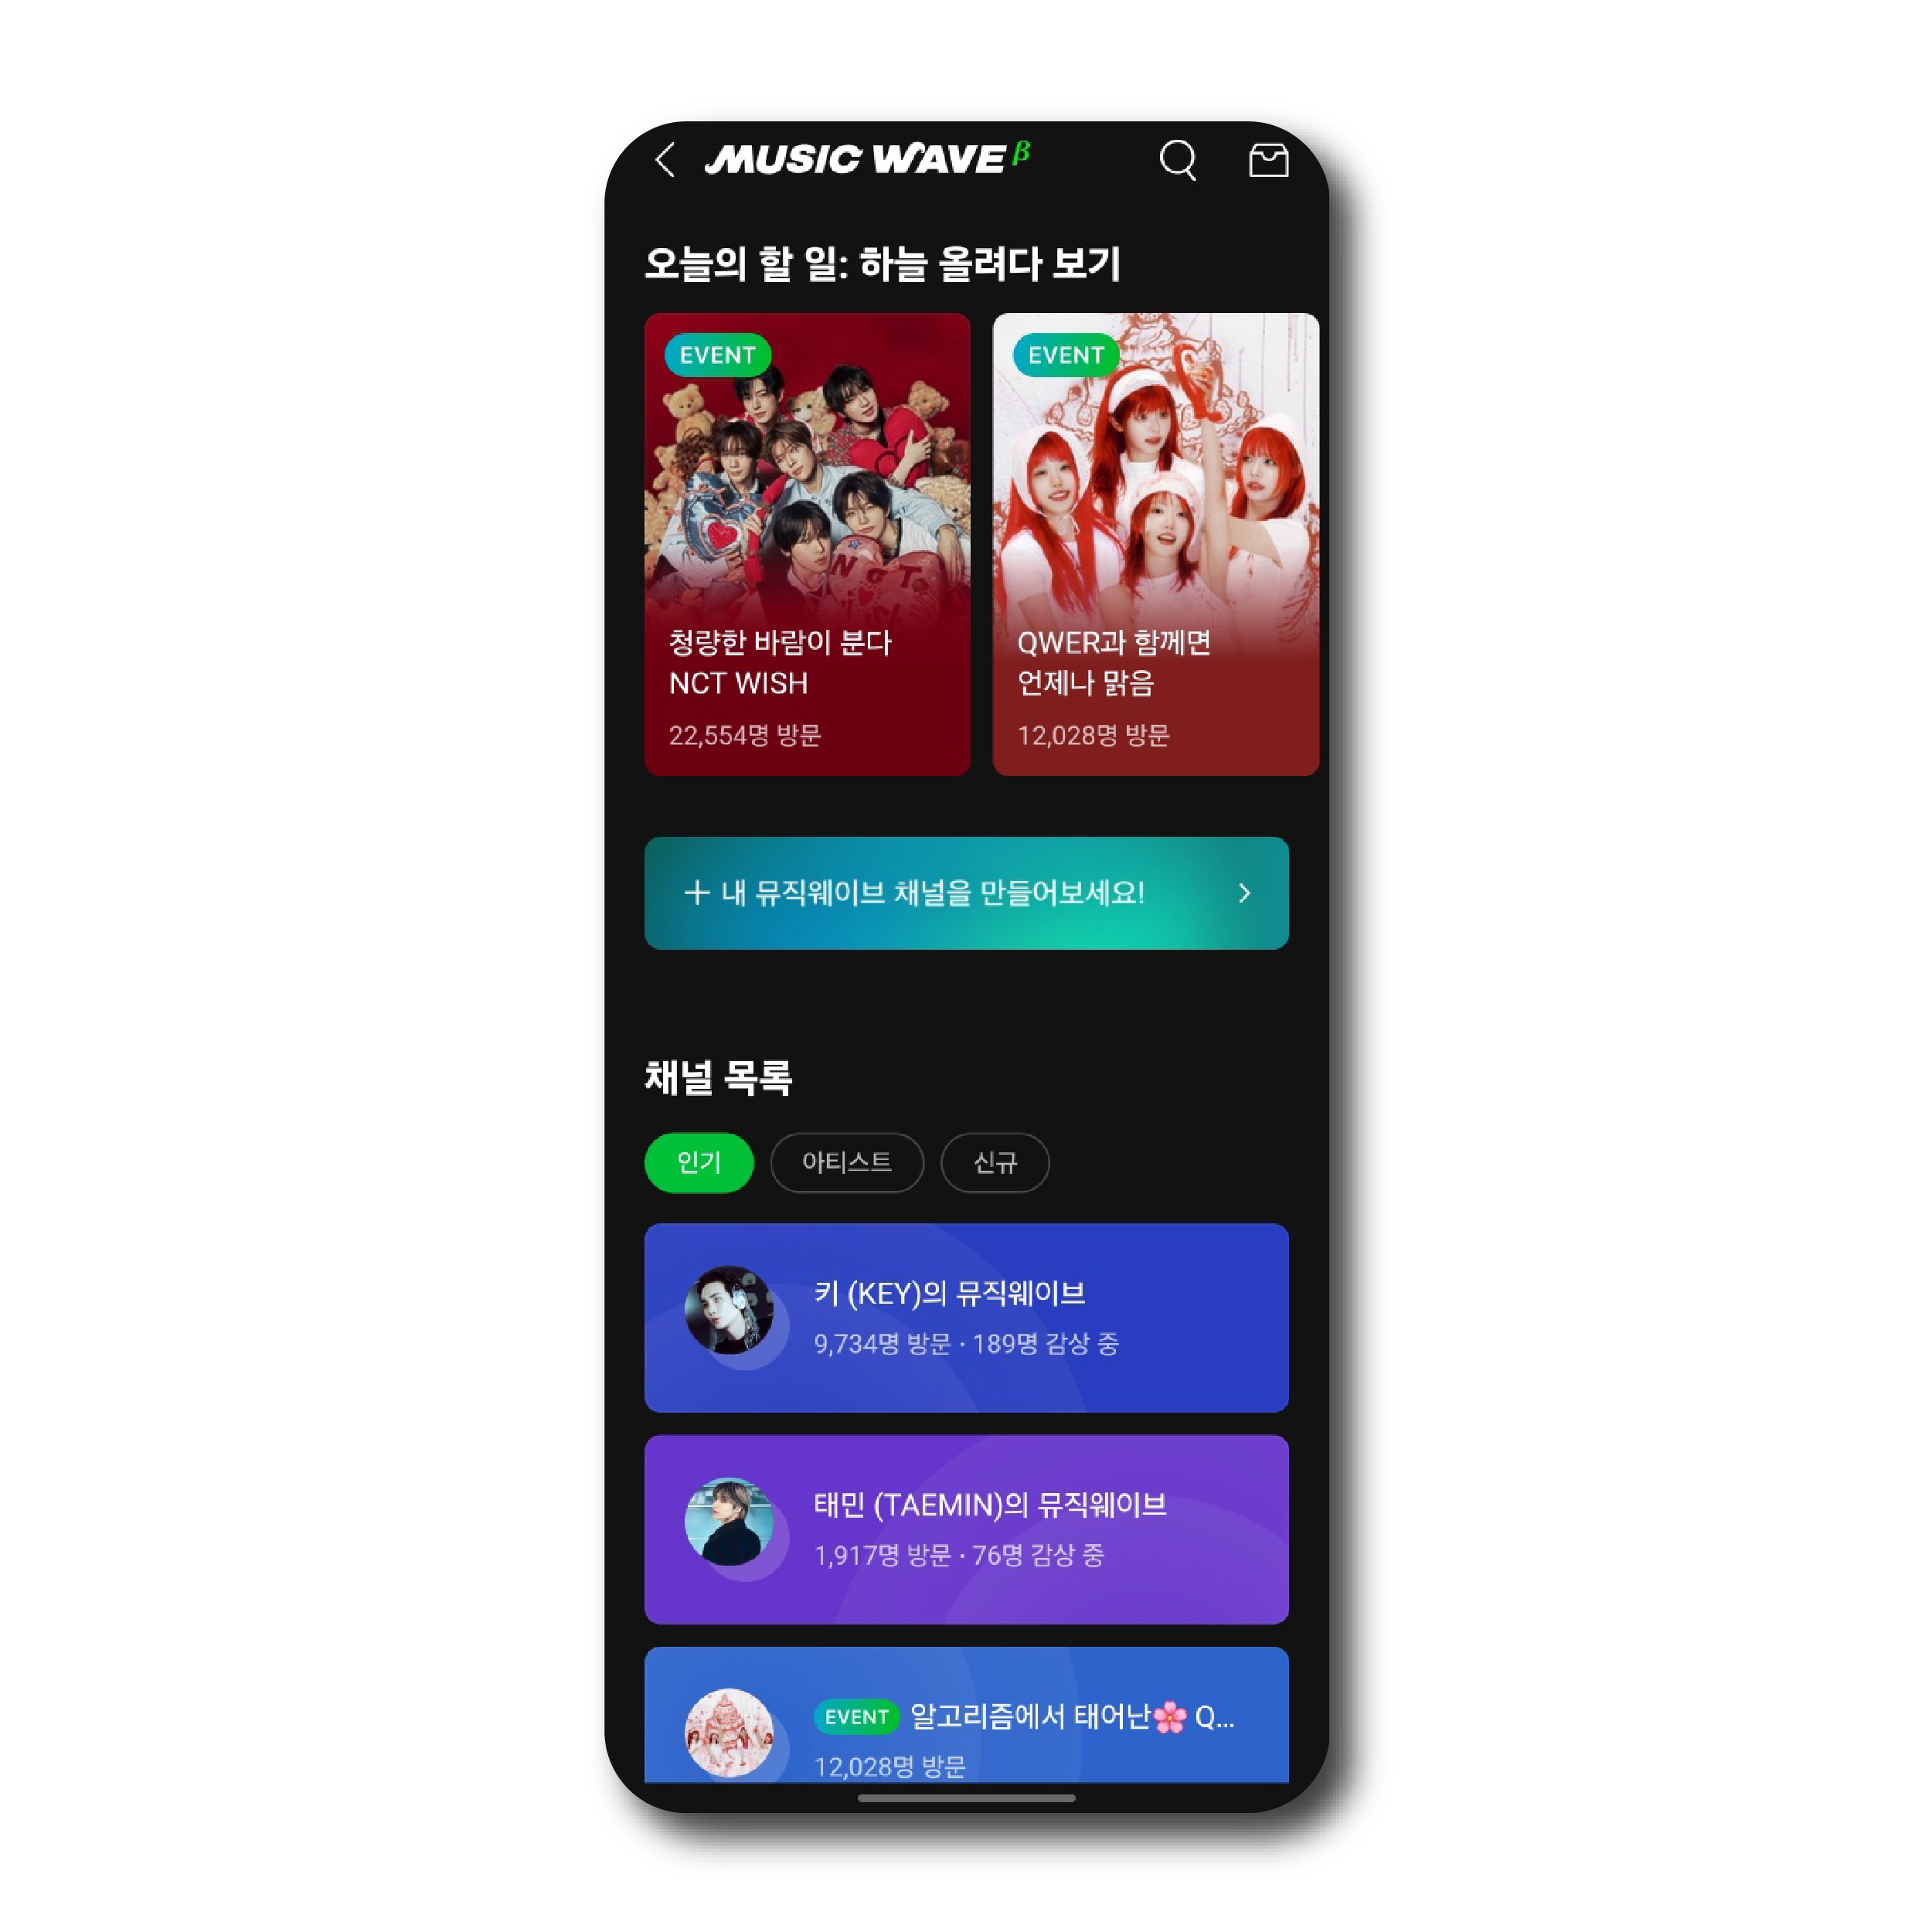 MUSIC WAVE β
오늘의 할 일: 하늘 올려다 보기
EVENT
청량한 바람이 분다
NCT WISH
22,554명 방문
EVENT
QWER과 함께면
언제나 맑음
12,028명 방문
+ 내 뮤직웨이브 채널을 만들어보세요!
채널 목록
인기
아티스트
신규
키 (KEY)의 뮤직웨이브
9,734명 방문 · 189명 감상 중
태민 (TAEMIN)의 뮤직웨이브
1,917명 방문 · 76명 감상 중
EVENT 알고리즘에서 태어난🌸 Q...
12,028명 방문